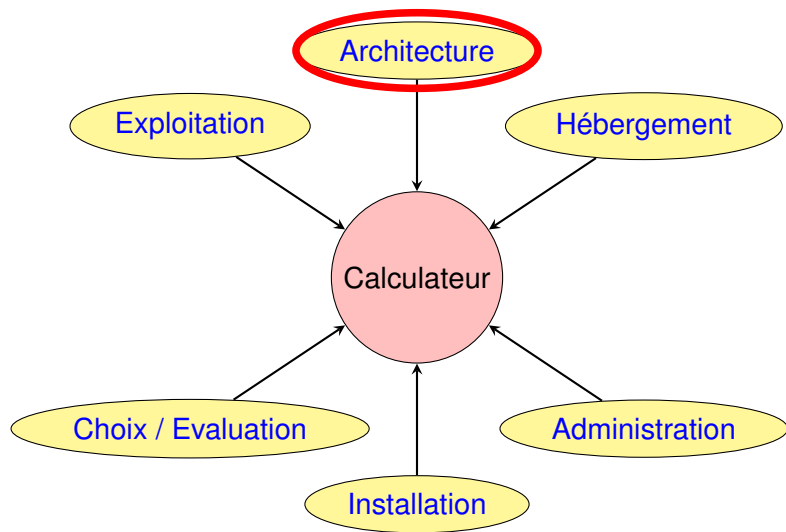 Architecture
Exploitation
Hébergement
Calculateur
Choix / Evaluation
Administration
Installation